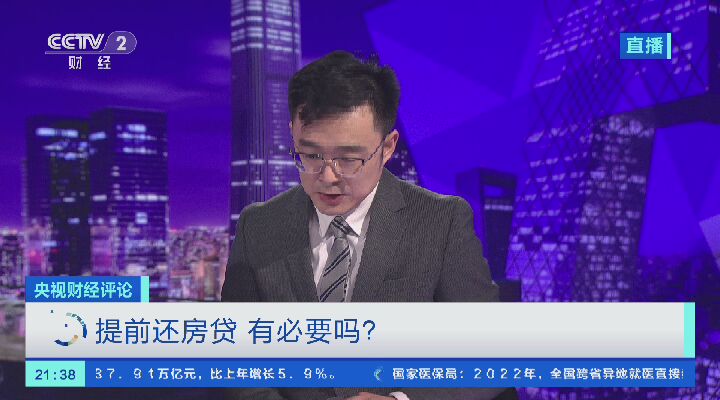 CCTV 2
财经
直播
央视财经评论
提前还房贷 有必要吗?
21:38 37.91万亿元，比上年增长5.9%。 国家医保局：2022年，全国跨省异地就医直接